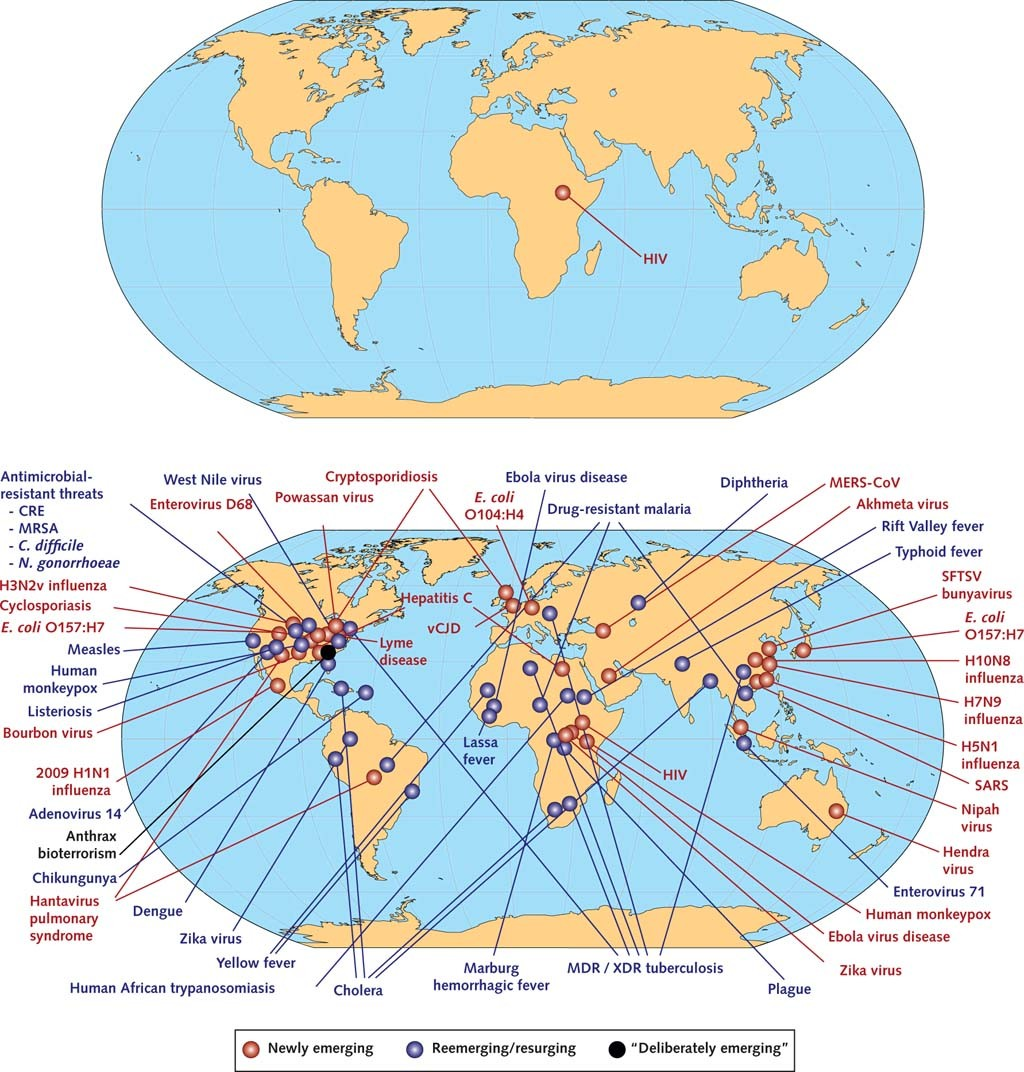 HIV
Antimicrobial-
resistant threats
- CRE
- MRSA
- C. difficile
- N. gonorrhoeae
West Nile virus
Enterovirus D68
Cryptosporidiosis
Powassan virus
E. coli
O104:H4
Ebola virus disease
Drug-resistant malaria
Diphtheria
MERS-CoV
Akhmeta virus
Rift Valley fever
Typhoid fever
SFTSV
bunyavirus
E. coli
O157:H7
H10N8
influenza
H7N9
influenza
H5N1
influenza
SARS
Nipah
virus
Hendra
virus
Enterovirus 71
Human monkeypox
Ebola virus disease
Zika virus
Plague
H3N2v influenza
Cyclosporiasis
E. coli O157:H7
Measles
Human
monkeypox
Listeriosis
Bourbon virus
2009 H1N1
influenza
Adenovirus 14
Anthrax
bioterrorism
Chikungunya
Hantavirus
pulmonary
syndrome
Dengue
Zika virus
Yellow fever
Human African trypanosomiasis
Cholera
Marburg
hemorrhagic fever
MDR / XDR tuberculosis
Hepatitis C
vCJD
Lyme
disease
Lassa
fever
HIV
Newly emerging
Reemerging/resurging
“Deliberately emerging”